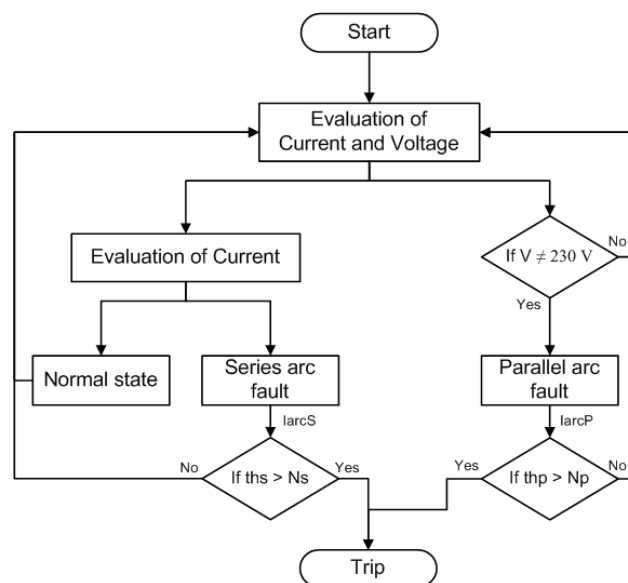 Start
Evaluation of
Current and Voltage
Evaluation of Current
If V ≠ 230 V
No
Yes
Normal state
Series arc
fault
Parallel arc
fault
IarcS
IarcP
No
If ths > Ns
Yes
Yes
If thp > Np
No
Trip